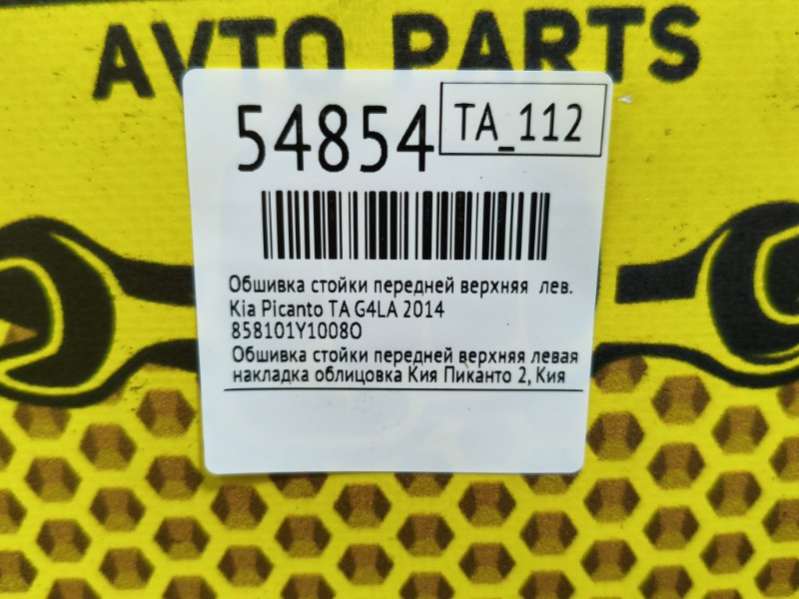 AVTO PARTS
54854
TA_112
Обшивка стойки передней верхняя лев.
Kia Picanto TA G4LA 2014
858101Y1008O
Обшивка стойки передней верхняя левая
накладка облицовка Кия Пиканто 2, Кия